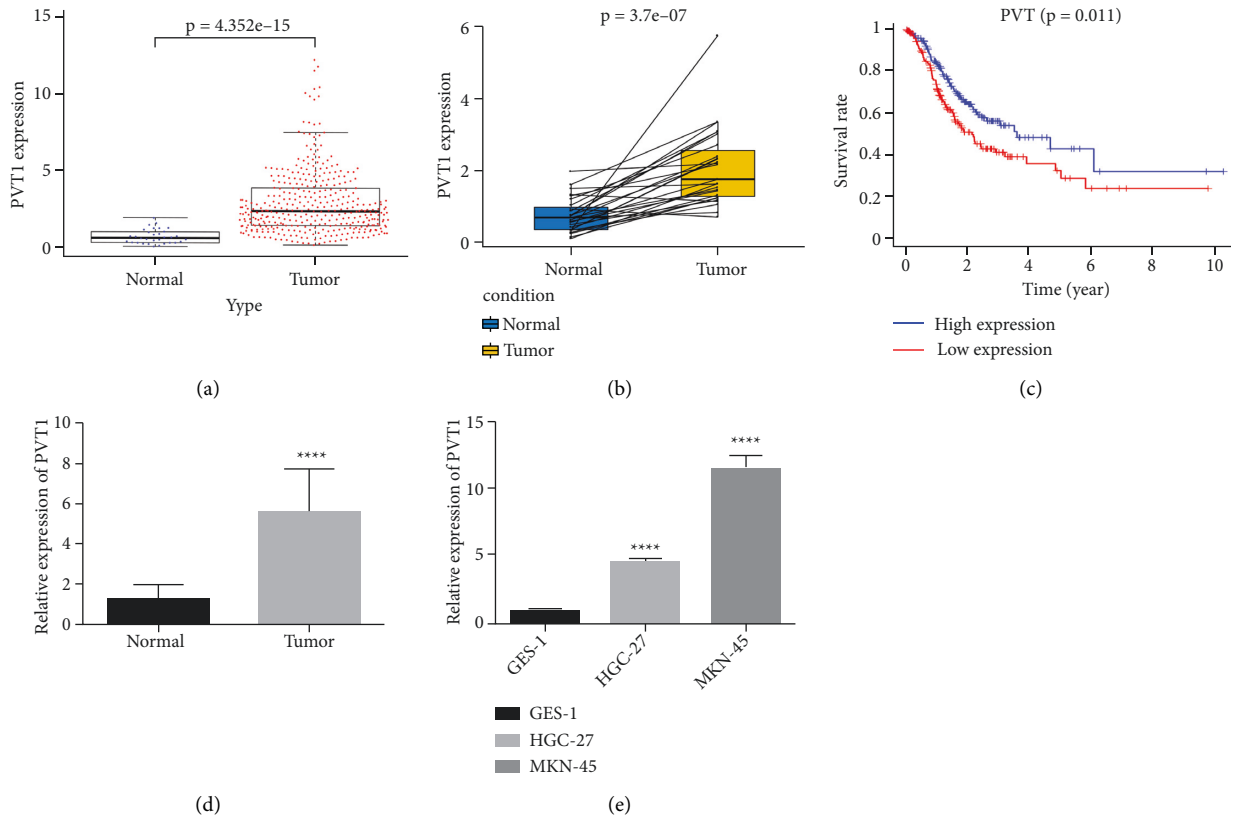 p = 4.352e–15
PVT1 expression
15
10
5
0
Normal
Tumor
Yype
(a)
p = 3.7e–07
PVT1 expression
6
4
2
0
Normal
Tumor
condition
Normal
Tumor
(b)
PVT (p = 0.011)
Survival rate
1
0.8
0.6
0.4
0.2
0
0
2
4
6
8
10
Time (year)
High expression
Low expression
(c)
Relative expression of PVT1
10
8
6
4
2
0
****
Normal
Tumor
(d)
Relative expression of PVT1
15
10
5
0
****
****
GES-1
HGC-27
MKN-45
GES-1
HGC-27
MKN-45
(e)